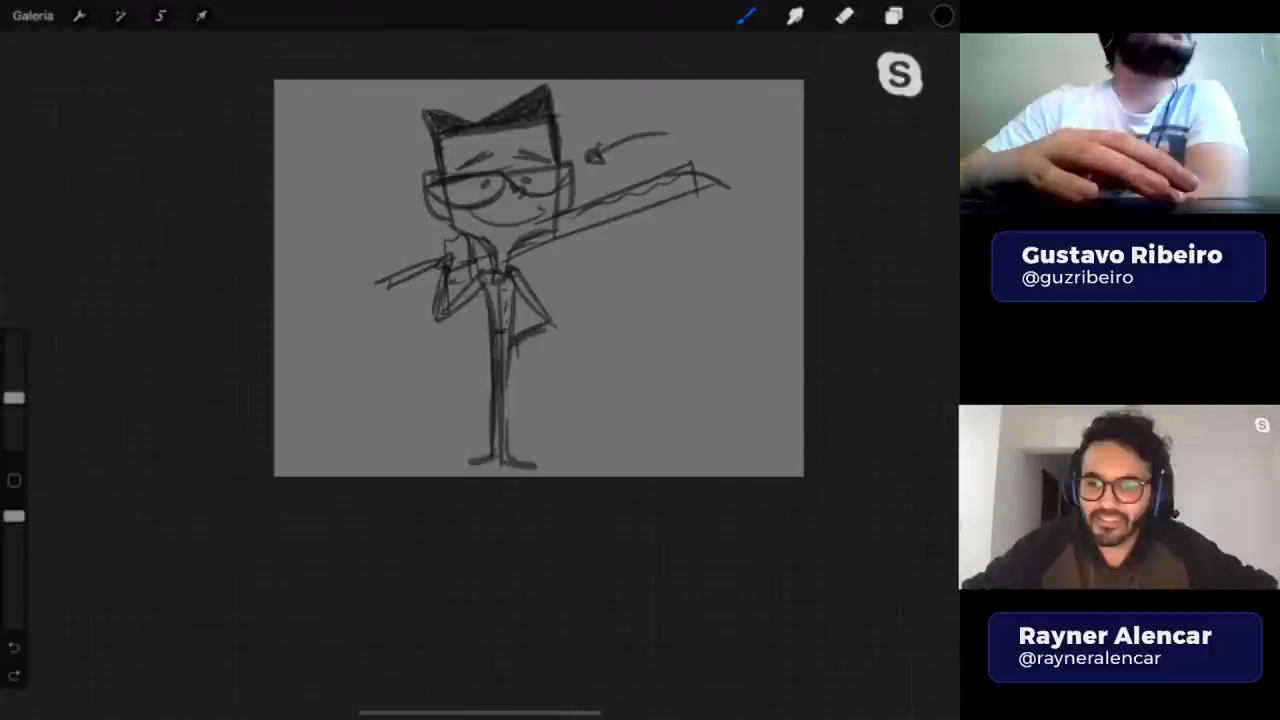 Galeria
S
Gustavo Ribeiro
@guzribeiro
Rayner Alencar
@rayneralencar